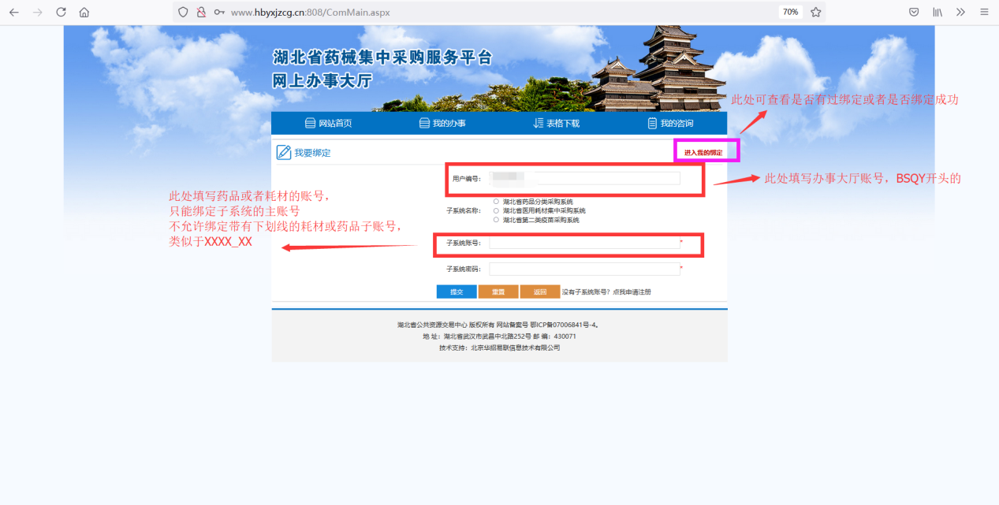 www.hbyxjzcg.cn:808/ComMain.aspx
70%
湖北省药械集中采购服务平台
网上办事大厅
此处可查看是否有过绑定或者是否绑定成功
网站首页
我的办事
表格下载
我的咨询
我要绑定
进入我的绑定
用户编号：
此处填写办事大厅账号，BSQY开头的
此处填写药品或者耗材的账号，
只能绑定子系统的主账号
不允许绑定带有下划线的耗材或药品子账号，
类似于XXXX_XX
子系统名称：
湖北省药品分类采购系统
湖北省医用耗材集中采购系统
湖北省第二类疫苗采购系统
子系统账号：
*
子系统密码：
*
提交
重置
返回
没有子系统账号？点我申请注册
湖北省公共资源交易中心 版权所有 网站备案号 鄂ICP备07006841号-4。
地 址：湖北省武汉市武昌中北路252号 邮 编：430071
技术支持：北京华招易联信息技术有限公司